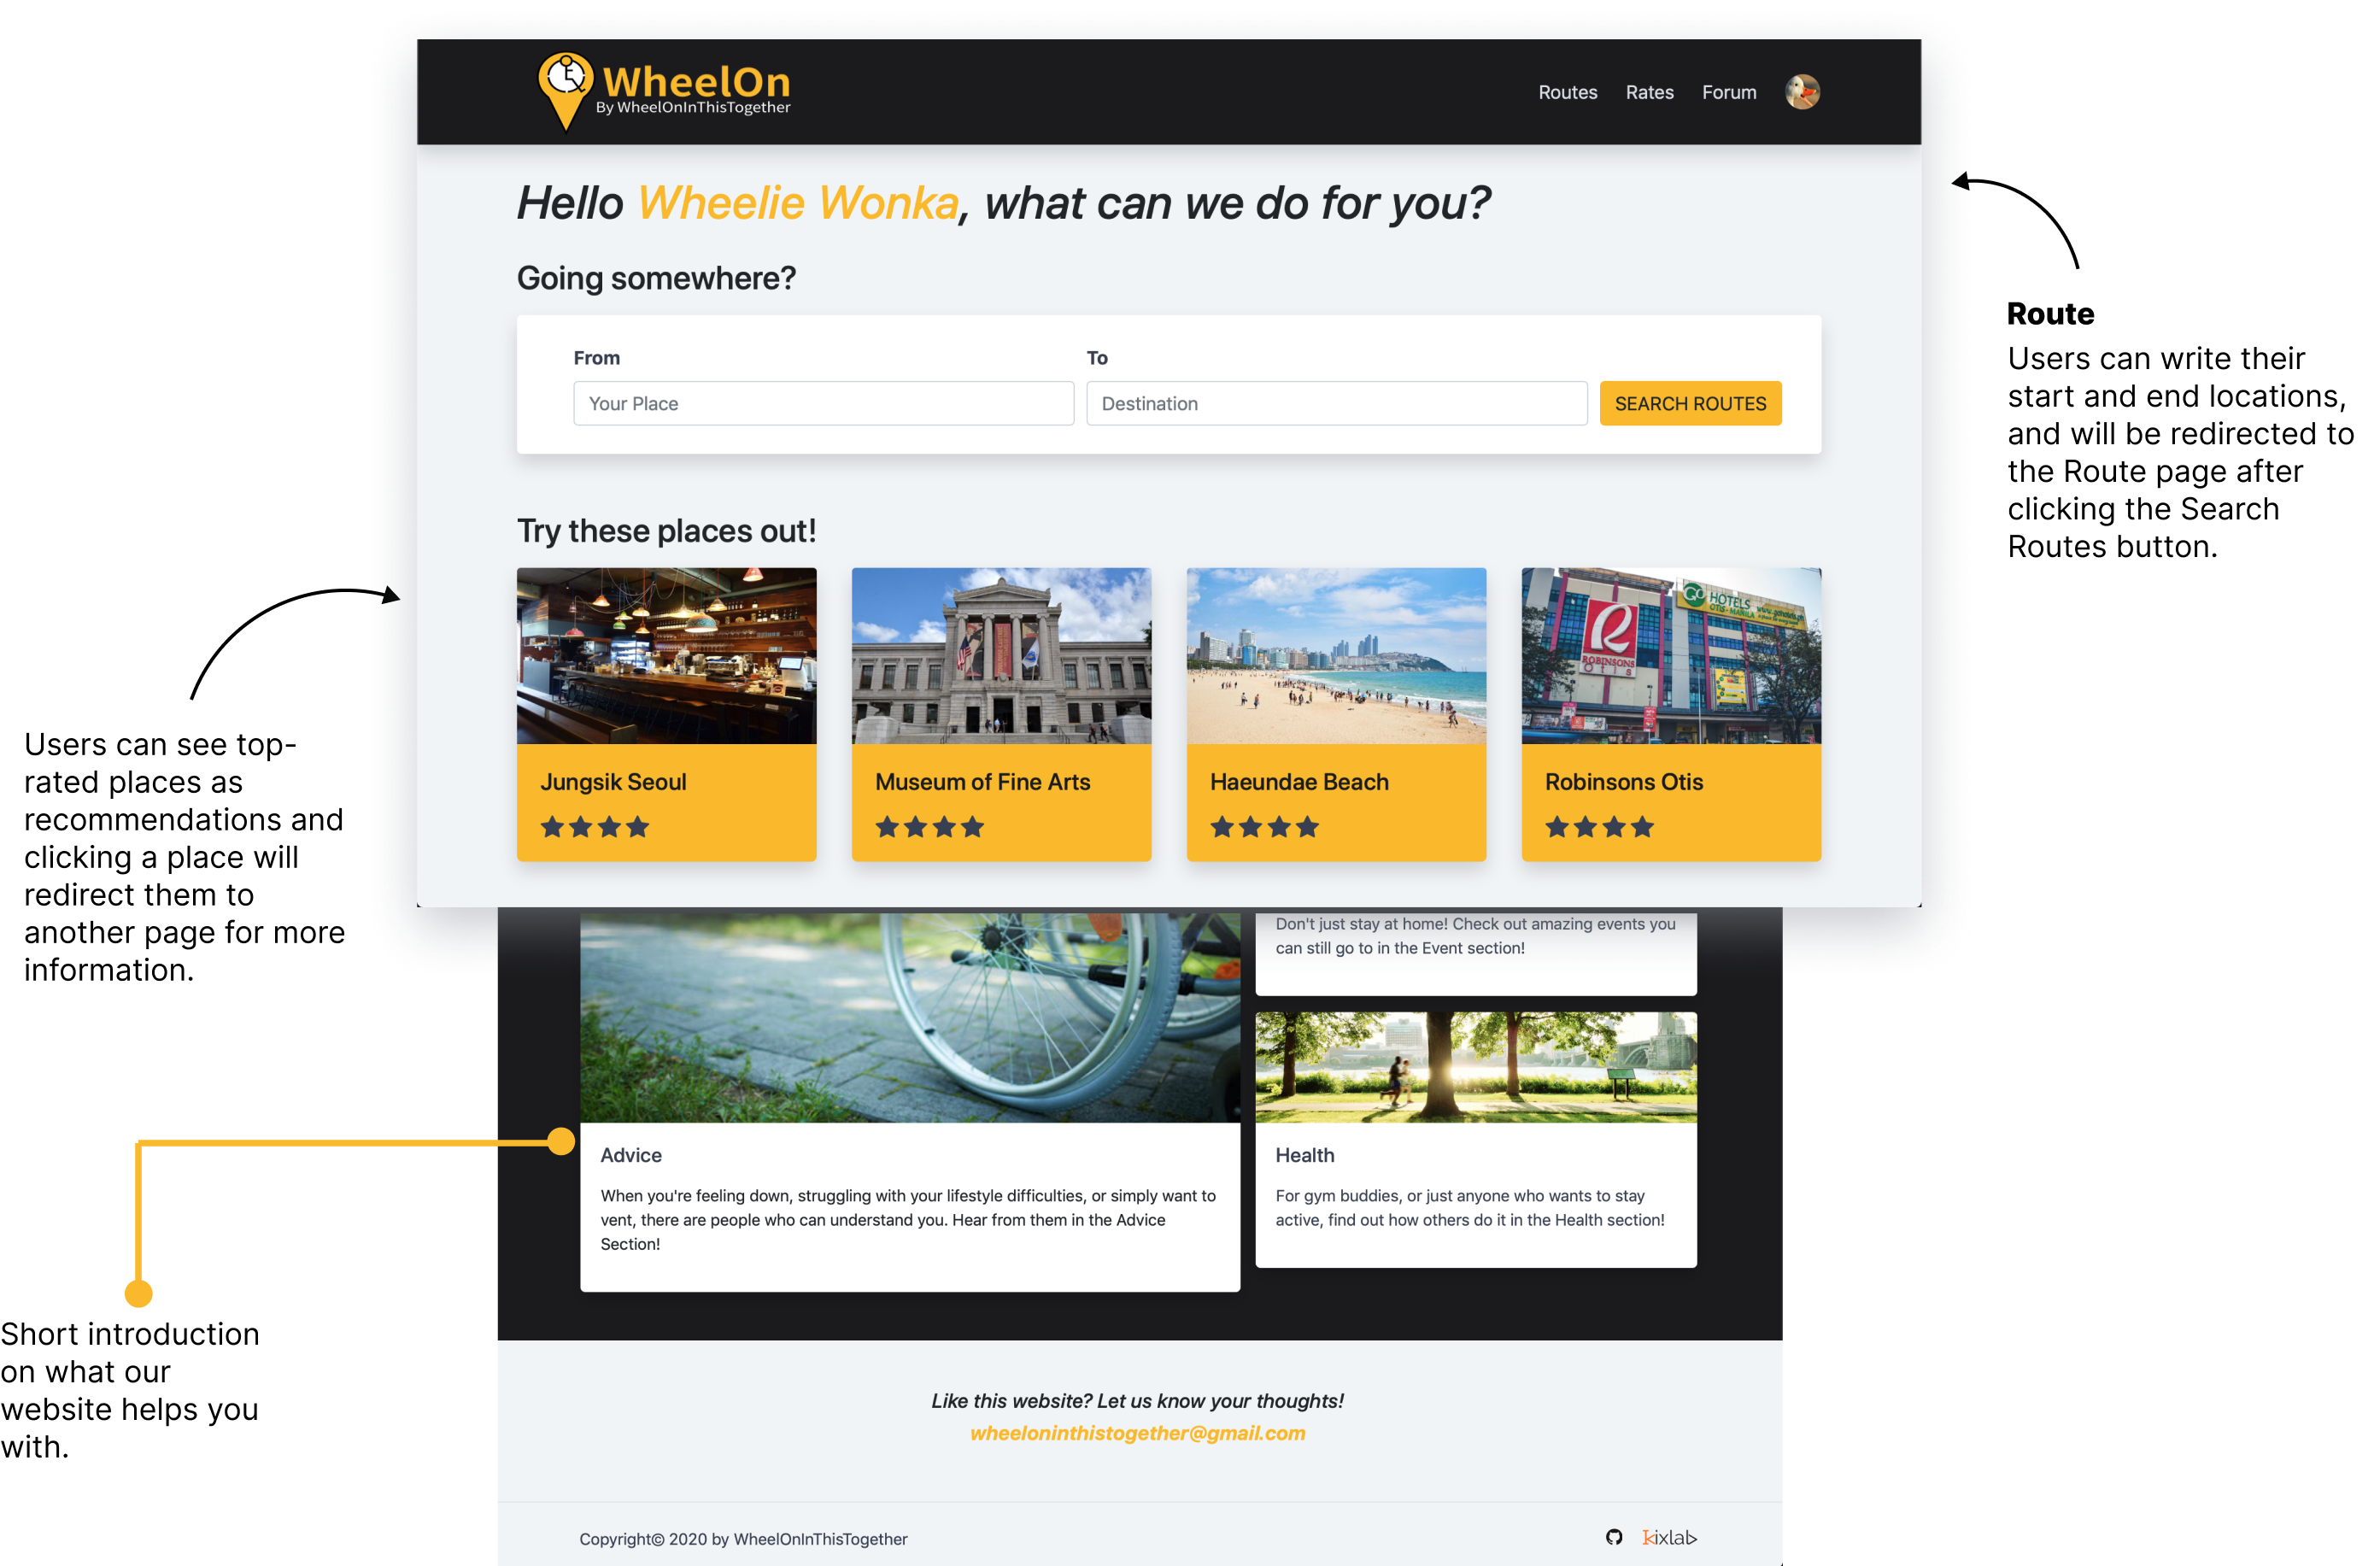 WheelOn
By WheelOnInThisTogether
Routes Rates Forum
Hello Wheelie Wonka, what can we do for you?
Going somewhere?
From To
Your Place Destination SEARCH ROUTES
Route
Users can write their
start and end locations,
and will be redirected to
the Route page after
clicking the Search
Routes button.
Try these places out!
GO HOTELS
OTIS - MANILA
R
ROBINSONS
OTIS
Jungsik Seoul
Museum of Fine Arts
Haeundae Beach
Robinsons Otis
Users can see top-
rated places as
recommendations and
clicking a place will
redirect them to
another page for more
information.
Don't just stay at home! Check out amazing events you
can still go to in the Event section!
Advice
When you're feeling down, struggling with your lifestyle difficulties, or simply want to
vent, there are people who can understand you. Hear from them in the Advice
Section!
Health
For gym buddies, or just anyone who wants to stay
active, find out how others do it in the Health section!
Short introduction
on what our
website helps you
with.
Like this website? Let us know your thoughts!
wheeloninthistogether@gmail.com
Copyright© 2020 by WheelOnInThisTogether
kixlab